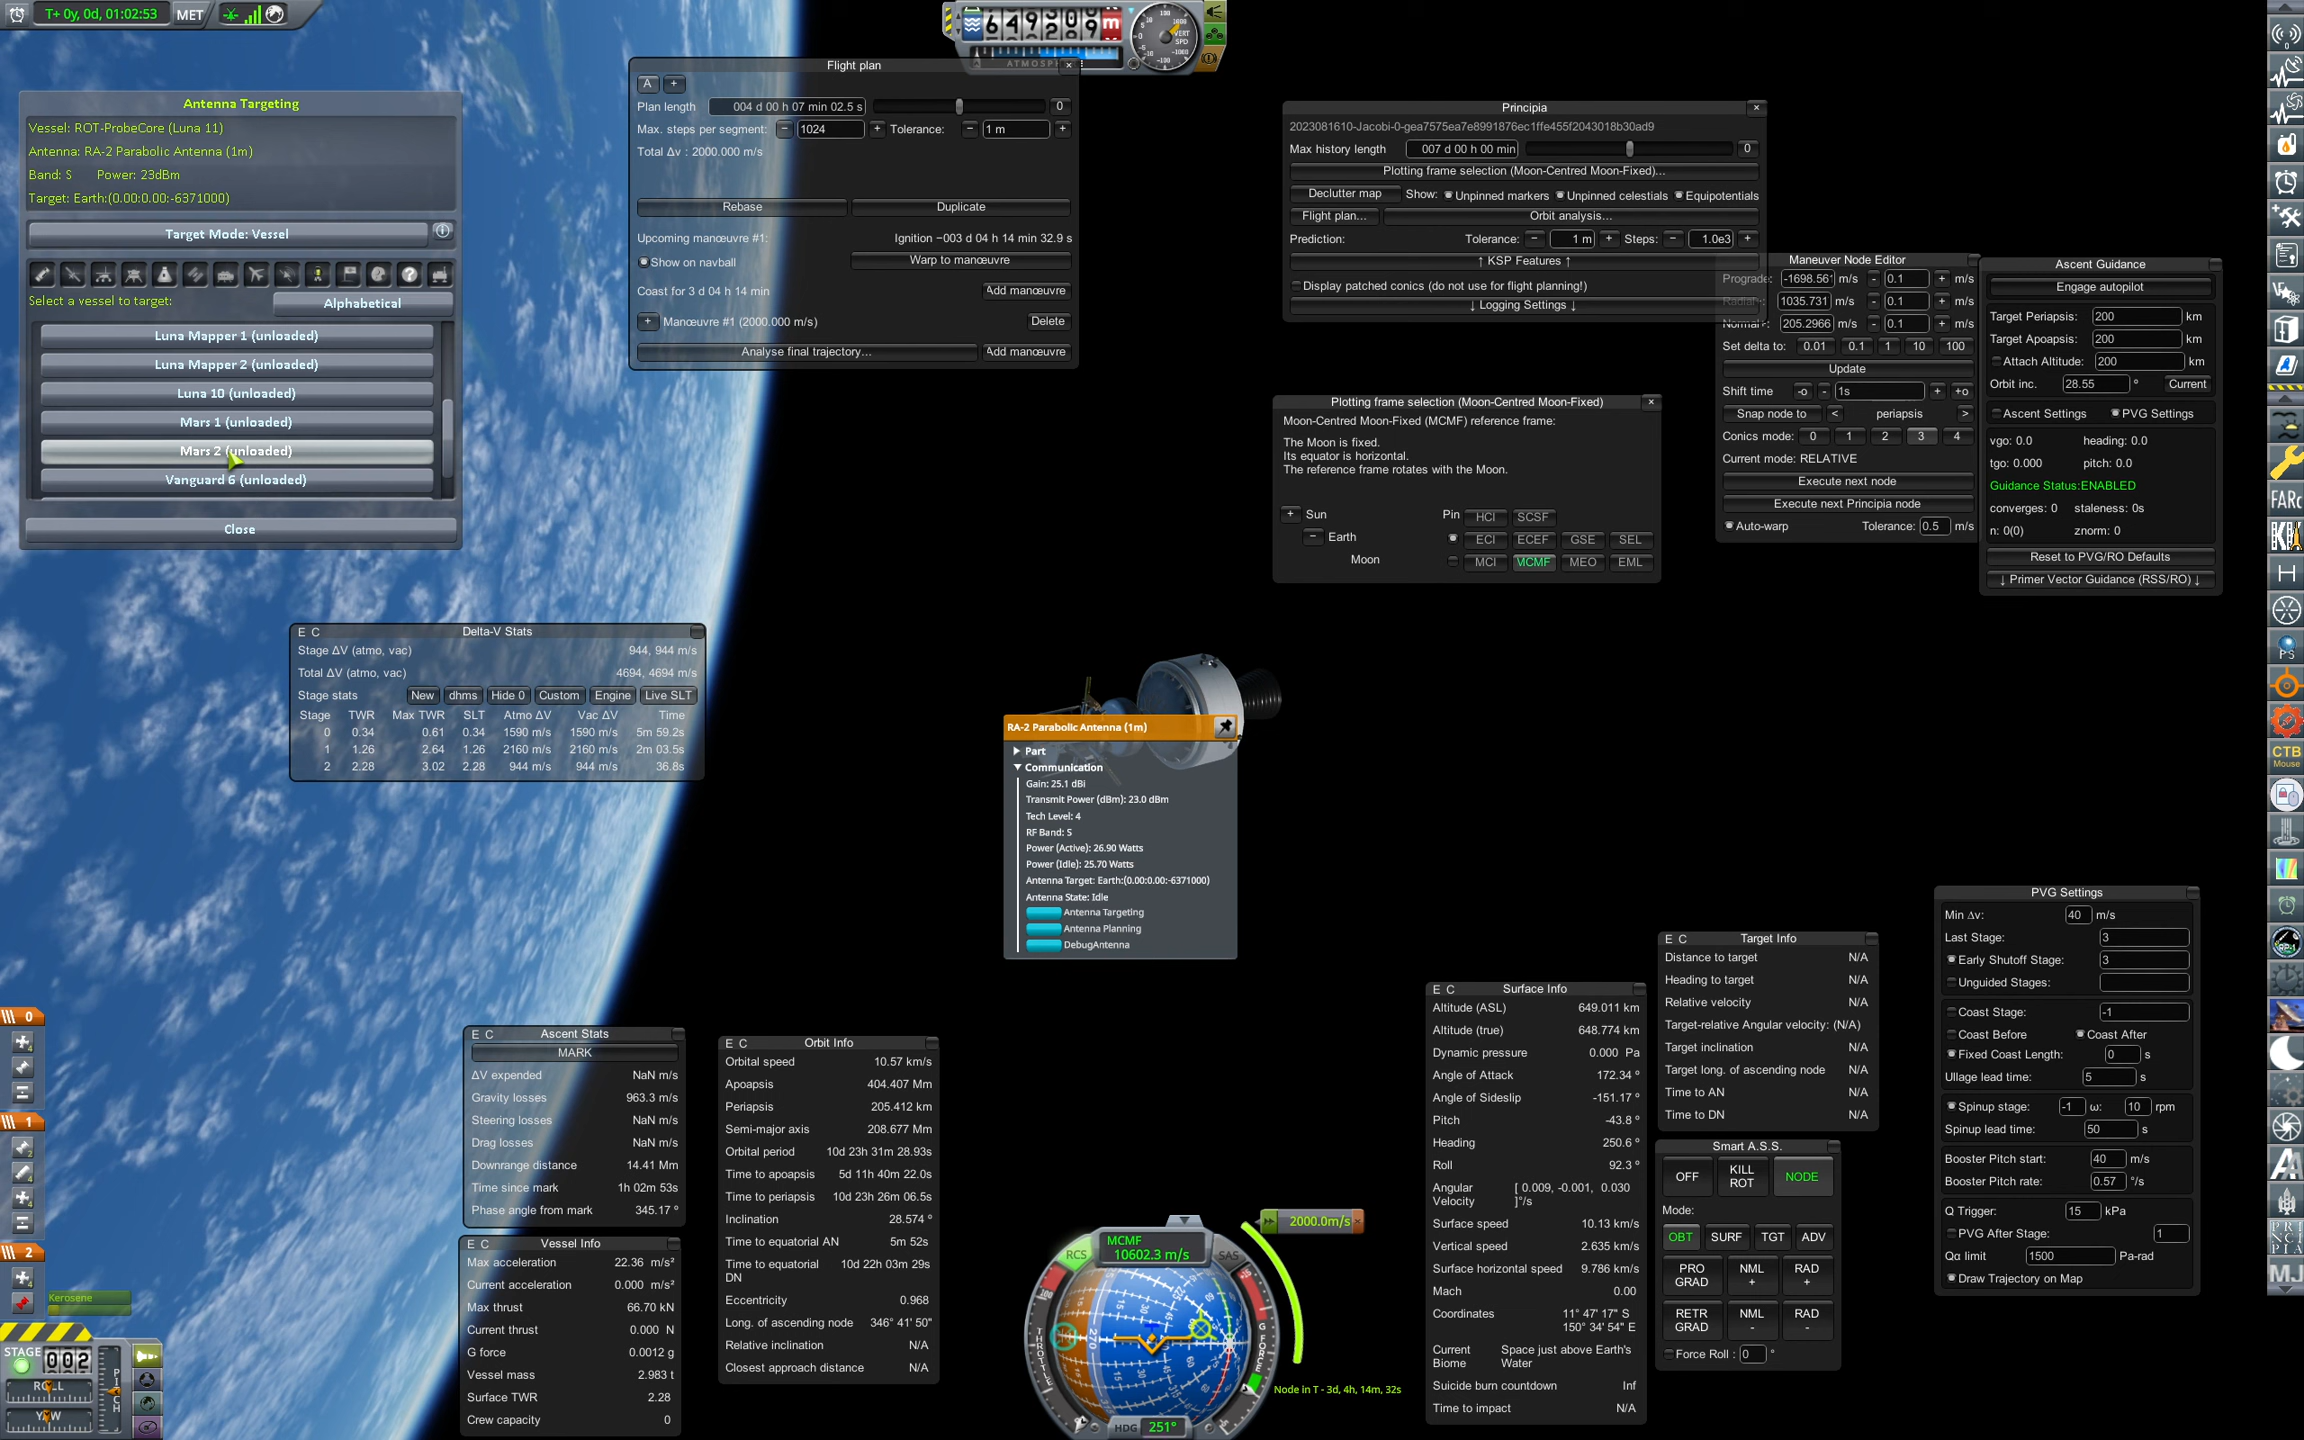 T+ 0y, 0d, 01:02:53 MET
649209 m
VERT SPD
Antenna Targeting
Vessel: ROT-ProbeCore (Luna 11)
Antenna: RA-2 Parabolic Antenna (1m)
Band: S Power: 23dBm
Target: Earth:(0.00:0.00:-6371000)
Target Mode: Vessel
Select a vessel to target:
Alphabetical
Luna Mapper 1 (unloaded)
Luna Mapper 2 (unloaded)
Luna 10 (unloaded)
Mars 1 (unloaded)
Mars 2 (unloaded)
Vanguard 6 (unloaded)
Close
Flight plan
A +
Plan length 004 d 00 h 07 min 02.5 s 0
Max. steps per segment: − 1024 + Tolerance: − 1 m +
Total Δv : 2000.000 m/s
Rebase Duplicate
Upcoming manœuvre #1: Ignition −003 d 04 h 14 min 32.9 s
Show on navball Warp to manœuvre
Coast for 3 d 04 h 14 min Add manœuvre
+ Manœuvre #1 (2000.000 m/s) Delete
Analyse final trajectory... Add manœuvre
Principia
2023081610-Jacobi-0-gea7575ea7e8991876ec1ffe455f2043018b30ad9
Max history length 007 d 00 h 00 min 0
Plotting frame selection (Moon-Centred Moon-Fixed)...
Declutter map Show: Unpinned markers Unpinned celestials Equipotentials
Flight plan... Orbit analysis...
Prediction: Tolerance: − 1 m + Steps: − 1.0e3 +
↑ KSP Features ↑
Display patched conics (do not use for flight planning!)
↓ Logging Settings ↓
Plotting frame selection (Moon-Centred Moon-Fixed)
Moon-Centred Moon-Fixed (MCMF) reference frame:
The Moon is fixed.
Its equator is horizontal.
The reference frame rotates with the Moon.
+ Sun Pin HCI SCSF
− Earth ECI ECEF GSE SEL
Moon MCI MCMF MEO EML
Maneuver Node Editor
Prograde: -1698.561 m/s - 0.1 + m/s
Radial+: 1035.731 m/s - 0.1 + m/s
Normal+: 205.2966 m/s - 0.1 + m/s
Set delta to: 0.01 0.1 1 10 100
Update
Shift time -o - 1s + +o
Snap node to < periapsis >
Conics mode: 0 1 2 3 4
Current mode: RELATIVE
Execute next node
Execute next Principia node
Auto-warp Tolerance: 0.5 m/s
Ascent Guidance
Engage autopilot
Target Periapsis: 200 km
Target Apoapsis: 200 km
Attach Altitude: 200 km
Orbit inc. 28.55 º Current
Ascent Settings PVG Settings
vgo: 0.0 heading: 0.0
tgo: 0.000 pitch: 0.0
Guidance Status:ENABLED
converges: 0 staleness: 0s
n: 0(0) znorm: 0
Reset to PVG/RO Defaults
↓ Primer Vector Guidance (RSS/RO) ↓
E C Delta-V Stats
Stage ΔV (atmo, vac) 944, 944 m/s
Total ΔV (atmo, vac) 4694, 4694 m/s
Stage stats New dhms Hide 0 Custom Engine Live SLT
Stage TWR Max TWR SLT Atmo ΔV Vac ΔV Time
0 0.34 0.61 0.34 1590 m/s 1590 m/s 5m 59.2s
1 1.26 2.64 1.26 2160 m/s 2160 m/s 2m 03.5s
2 2.28 3.02 2.28 944 m/s 944 m/s 36.8s
RA-2 Parabolic Antenna (1m)
Part
Communication
Gain: 25.1 dBi
Transmit Power (dBm): 23.0 dBm
Tech Level: 4
RF Band: S
Power (Active): 26.90 Watts
Power (Idle): 25.70 Watts
Antenna Target: Earth:(0.00:0.00:-6371000)
Antenna State: Idle
Antenna Targeting
Antenna Planning
DebugAntenna
E C Ascent Stats
MARK
ΔV expended NaN m/s
Gravity losses 963.3 m/s
Steering losses NaN m/s
Drag losses NaN m/s
Downrange distance 14.41 Mm
Time since mark 1h 02m 53s
Phase angle from mark 345.17 º
E C Vessel Info
Max acceleration 22.36 m/s²
Current acceleration 0.000 m/s²
Max thrust 66.70 kN
Current thrust 0.000 N
G force 0.0012 g
Vessel mass 2.983 t
Surface TWR 2.28
Crew capacity 0
E C Orbit Info
Orbital speed 10.57 km/s
Apoapsis 404.407 Mm
Periapsis 205.412 km
Semi-major axis 208.677 Mm
Orbital period 10d 23h 31m 28.93s
Time to apoapsis 5d 11h 40m 22.0s
Time to periapsis 10d 23h 26m 06.5s
Inclination 28.574 º
Time to equatorial AN 5m 52s
Time to equatorial DN 10d 22h 03m 29s
Eccentricity 0.968
Long. of ascending node 346° 41' 50"
Relative inclination N/A
Closest approach distance N/A
E C Surface Info
Altitude (ASL) 649.011 km
Altitude (true) 648.774 km
Dynamic pressure 0.000 Pa
Angle of Attack 172.34 º
Angle of Sideslip -151.17 º
Pitch -43.8 º
Heading 250.6 º
Roll 92.3 º
Angular Velocity [ 0.009, -0.001, 0.030 ]°/s
Surface speed 10.13 km/s
Vertical speed 2.635 km/s
Surface horizontal speed 9.786 km/s
Mach 0.00
Coordinates 11° 47' 17" S
150° 34' 54" E
Current Biome Space just above Earth's Water
Suicide burn countdown Inf
Time to impact N/A
E C Target Info
Distance to target N/A
Heading to target N/A
Relative velocity N/A
Target-relative Angular velocity: (N/A)
Target inclination N/A
Target long. of ascending node N/A
Time to AN N/A
Time to DN N/A
Smart A.S.S.
OFF KILL ROT NODE
Mode:
OBT SURF TGT ADV
PRO GRAD NML + RAD +
RETR GRAD NML - RAD -
Force Roll : 0 °
PVG Settings
Min Δv: 40 m/s
Last Stage: 3
Early Shutoff Stage: 3
Unguided Stages:
Coast Stage: -1
Coast Before Coast After
Fixed Coast Length: 0 s
Ullage lead time: 5 s
Spinup stage: -1 ω: 10 rpm
Spinup lead time: 50 s
Booster Pitch start: 40 m/s
Booster Pitch rate: 0.57 °/s
Q Trigger: 15 kPa
PVG After Stage: 1
Qα limit 1500 Pa-rad
Draw Trajectory on Map
0
1
2
Kerosene
STAGE 002
ROLL
YAW
PITCH
RCS MCMF SAS
10602.3 m/s
2000.0m/s
THROTTLE
G FORCE
HDG 251°
Node in T - 3d, 4h, 14m, 32s
FARc
CTB
Mouse
PS
PRINCIPIA
MJ